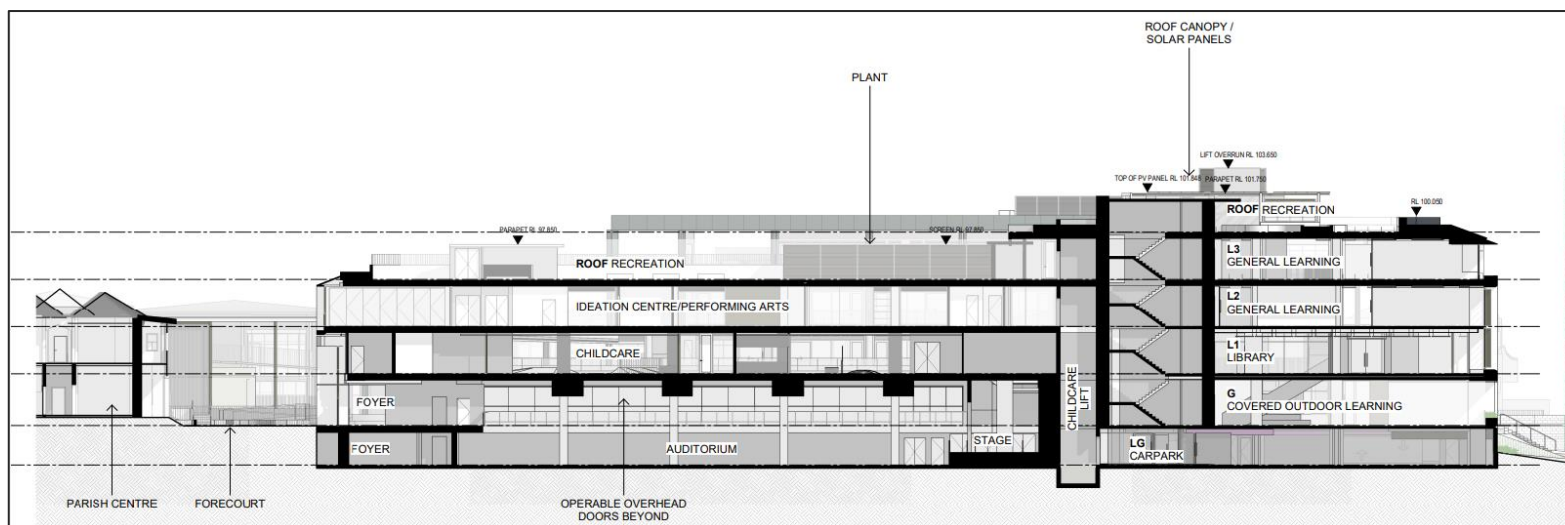 ROOF CANOPY /
SOLAR PANELS
PLANT
LIFT OVERRUN RL 103.650
TOP OF PV PANEL RL 101.848
PARAPET RL 101.750
ROOF RECREATION
RL 100.050
PARAPET RL 97.850
SCREEN RL 97.850
L3
GENERAL LEARNING
ROOF RECREATION
L2
GENERAL LEARNING
IDEATION CENTRE/PERFORMING ARTS
L1
LIBRARY
CHILDCARE
CHILDCARE
LIFT
G
COVERED OUTDOOR LEARNING
FOYER
STAGE
FOYER
AUDITORIUM
LG
CARPARK
PARISH CENTRE
FORECOURT
OPERABLE OVERHEAD
DOORS BEYOND